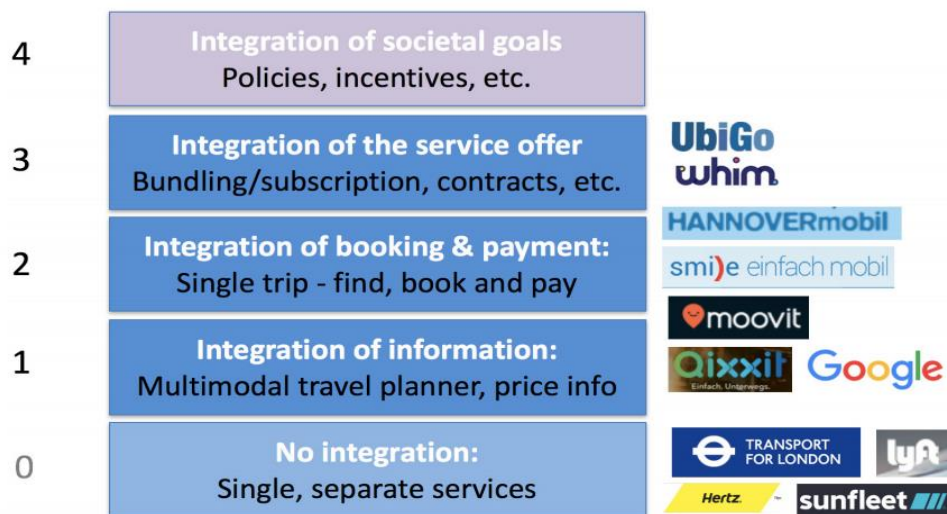 4
Integration of societal goals
Policies, incentives, etc.
3
Integration of the service offer
Bundling/subscription, contracts, etc.
UbiGo
whim
2
Integration of booking & payment:
Single trip - find, book and pay
HANNOVERmobil
smi)e einfach mobil
1
Integration of information:
Multimodal travel planner, price info
moovit
Qixxit
Einfach. Unterwegs.
Google
0
No integration:
Single, separate services
TRANSPORT
FOR LONDON
lyft
Hertz
sunfleet